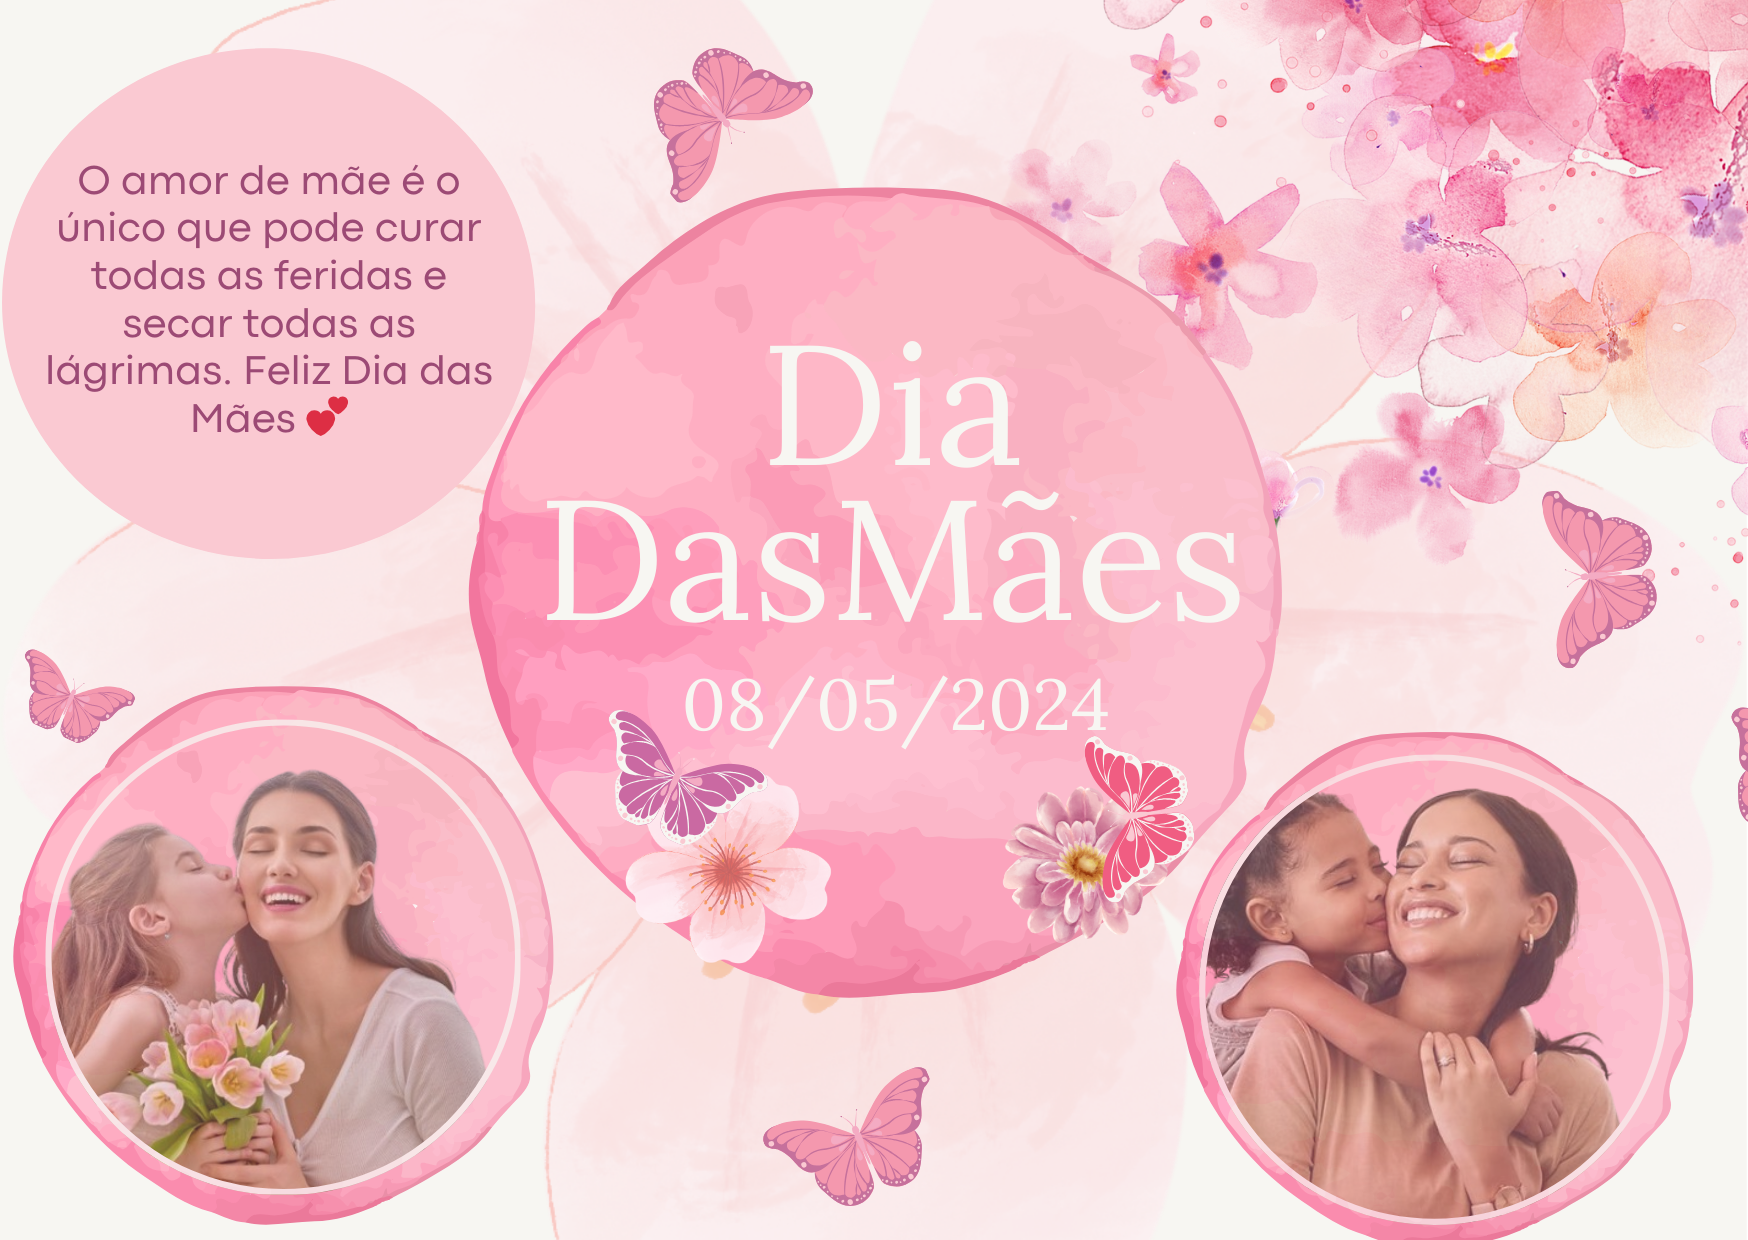 O amor de mãe é o
único que pode curar
todas as feridas e
secar todas as
lágrimas. Feliz Dia das
Mães 💕
Dia
DasMães
08/05/2024